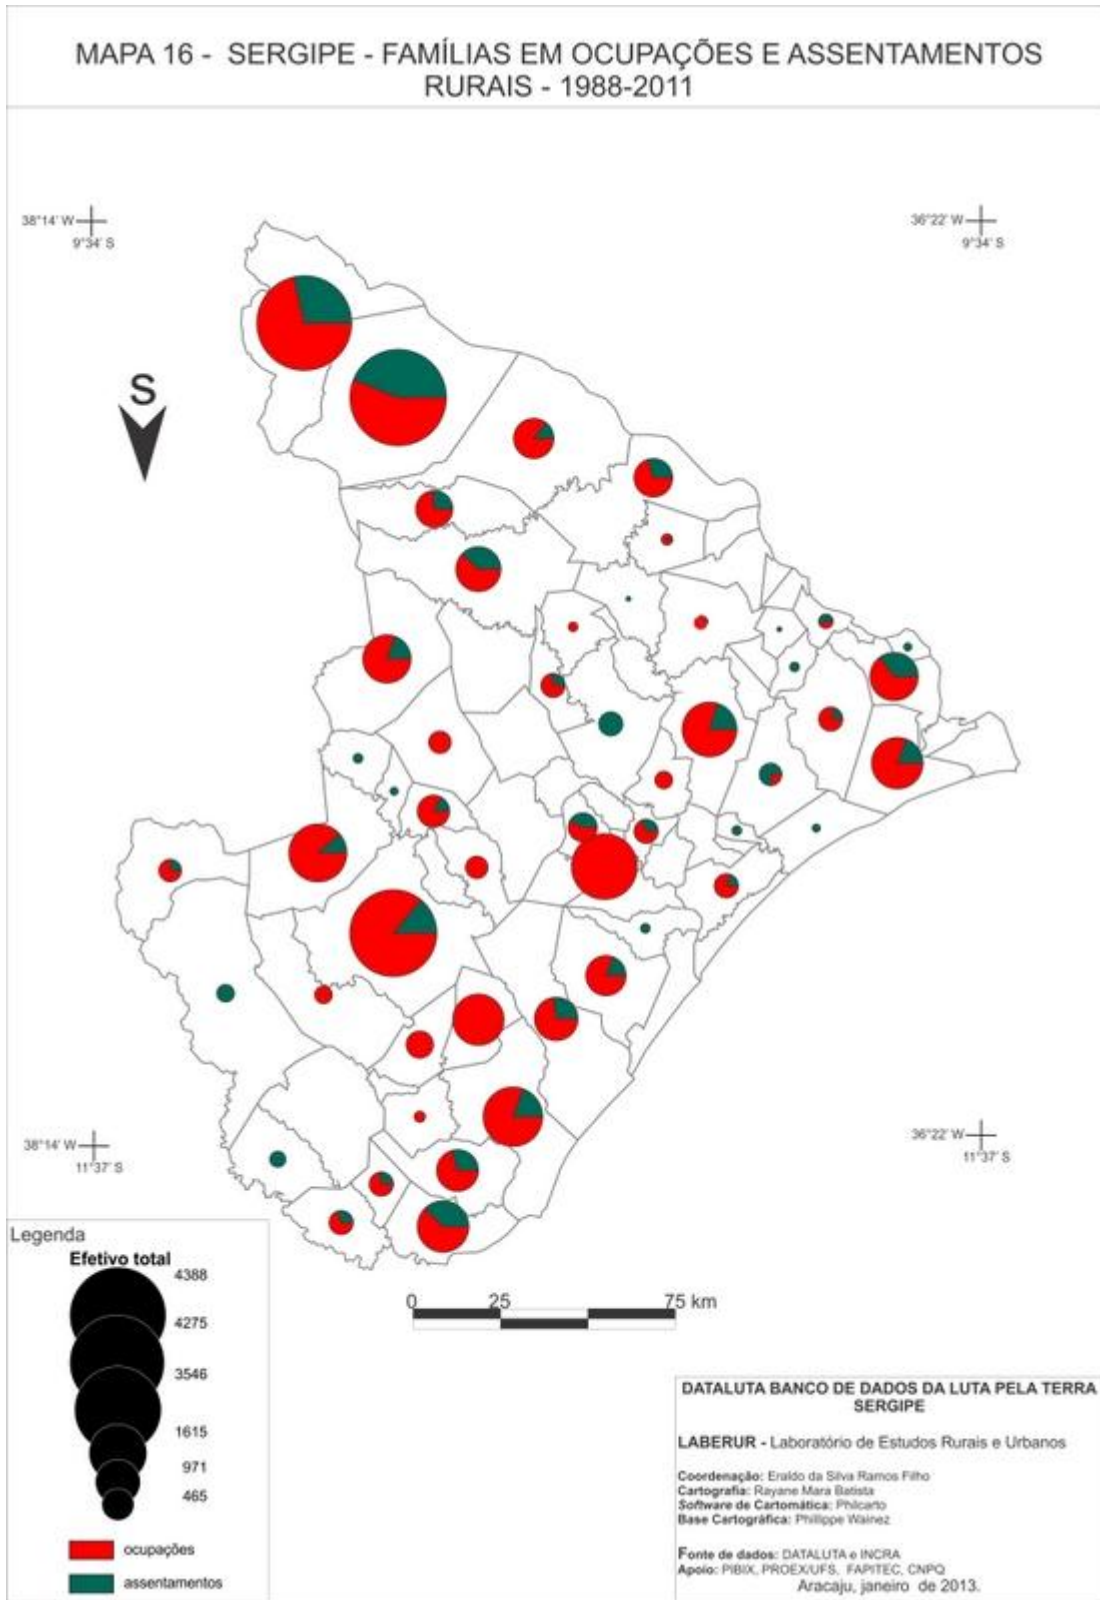 MAPA 16 - SERGIPE - FAMÍLIAS EM OCUPAÇÕES E ASSENTAMENTOS
RURAIS - 1988-2011
38°14' W
9°34' S
36°22' W
9°34' S
S
38°14' W
11°37' S
36°22' W
11°37' S
Legenda
Efetivo total
4388
4275
3546
1615
971
465
ocupações
assentamentos
0 25 75 km
DATALUTA BANCO DE DADOS DA LUTA PELA TERRA
SERGIPE
LABERUR - Laboratório de Estudos Rurais e Urbanos
Coordenação: Eraldo da Silva Ramos Filho
Cartografia: Rayane Mara Batista
Software de Cartomática: Philcarto
Base Cartográfica: Phillippe Wainez
Fonte de dados: DATALUTA e INCRA
Apoio: PIBIX, PROEX/UFS, FAPITEC, CNPQ
Aracaju, janeiro de 2013.